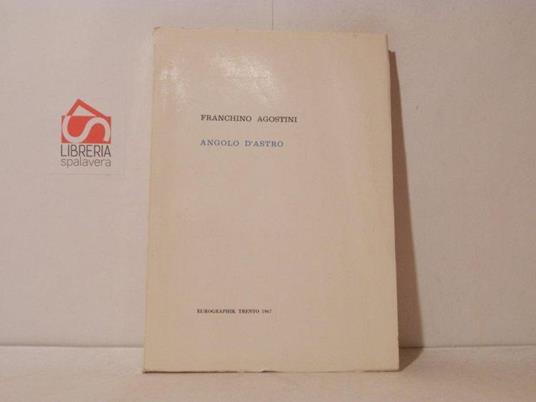 FRANCHINO AGOSTINI
ANGOLO D'ASTRO
EUROGRAPHIK TRENTO 1967
LIBRERIA
spalavera